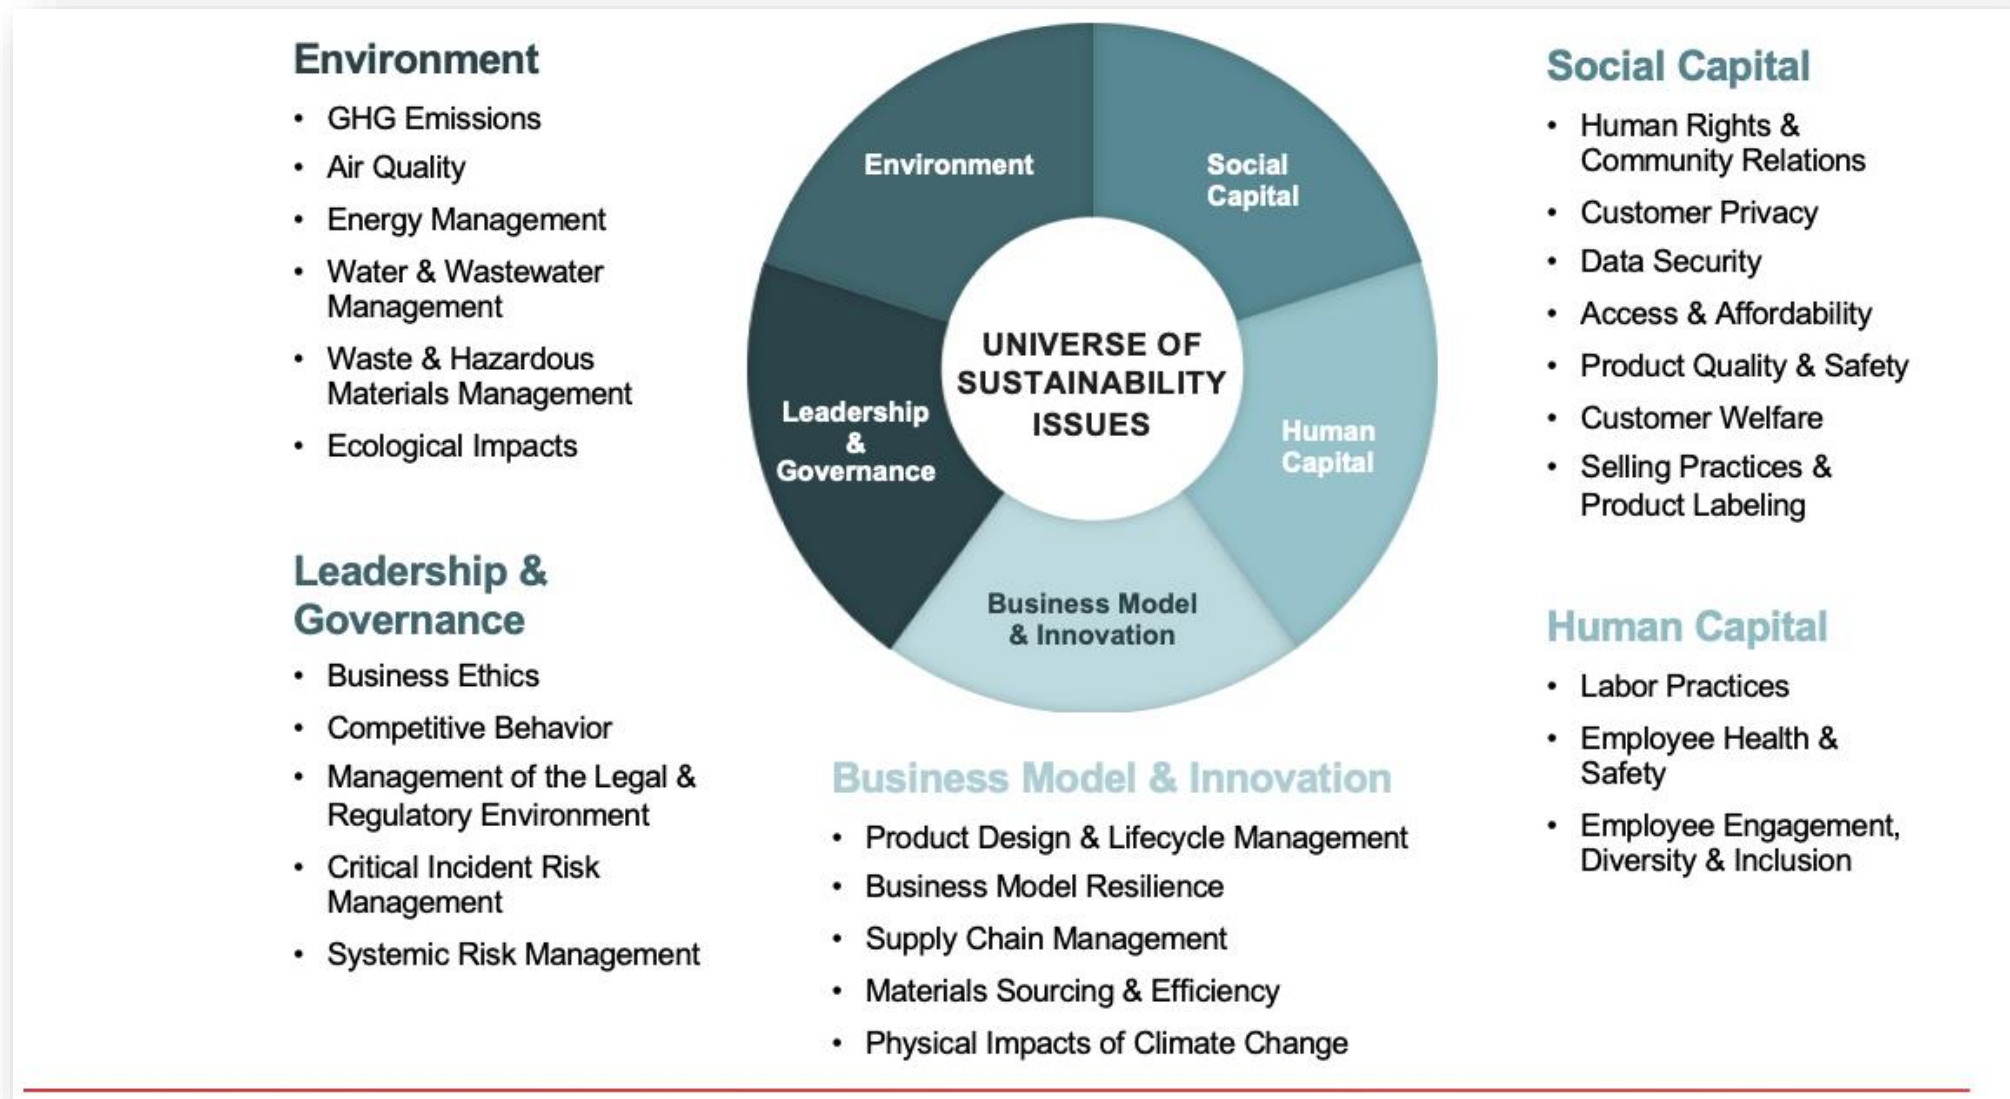 Environment
• GHG Emissions
• Air Quality
• Energy Management
• Water & Wastewater
Management
• Waste & Hazardous
Materials Management
• Ecological Impacts
Leadership &
Governance
• Business Ethics
• Competitive Behavior
• Management of the Legal &
Regulatory Environment
• Critical Incident Risk
Management
• Systemic Risk Management
Environment
Social
Capital
Leadership
&
Governance
UNIVERSE OF
SUSTAINABILITY
ISSUES
Human
Capital
Business Model
& Innovation
Business Model & Innovation
• Product Design & Lifecycle Management
• Business Model Resilience
• Supply Chain Management
• Materials Sourcing & Efficiency
• Physical Impacts of Climate Change
Social Capital
• Human Rights &
Community Relations
• Customer Privacy
• Data Security
• Access & Affordability
• Product Quality & Safety
• Customer Welfare
• Selling Practices &
Product Labeling
Human Capital
• Labor Practices
• Employee Health &
Safety
• Employee Engagement,
Diversity & Inclusion